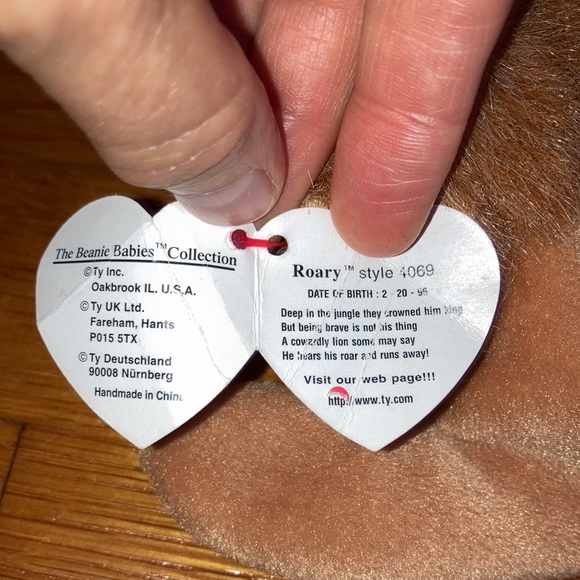 The Beanie Babies™ Collection
©Ty Inc.
Oakbrook IL. U.S.A.
©Ty UK Ltd.
Fareham, Hants
P015 5TX
©Ty Deutschland
90008 Nürnberg
Handmade in China
Roary™ style 4069
DATE OF BIRTH : 2 - 20 - 96
Deep in the jungle they crowned him king
But being brave is not his thing
A cowardly lion some may say
He hears his roar and runs away!
Visit our web page!!!
http://www.ty.com